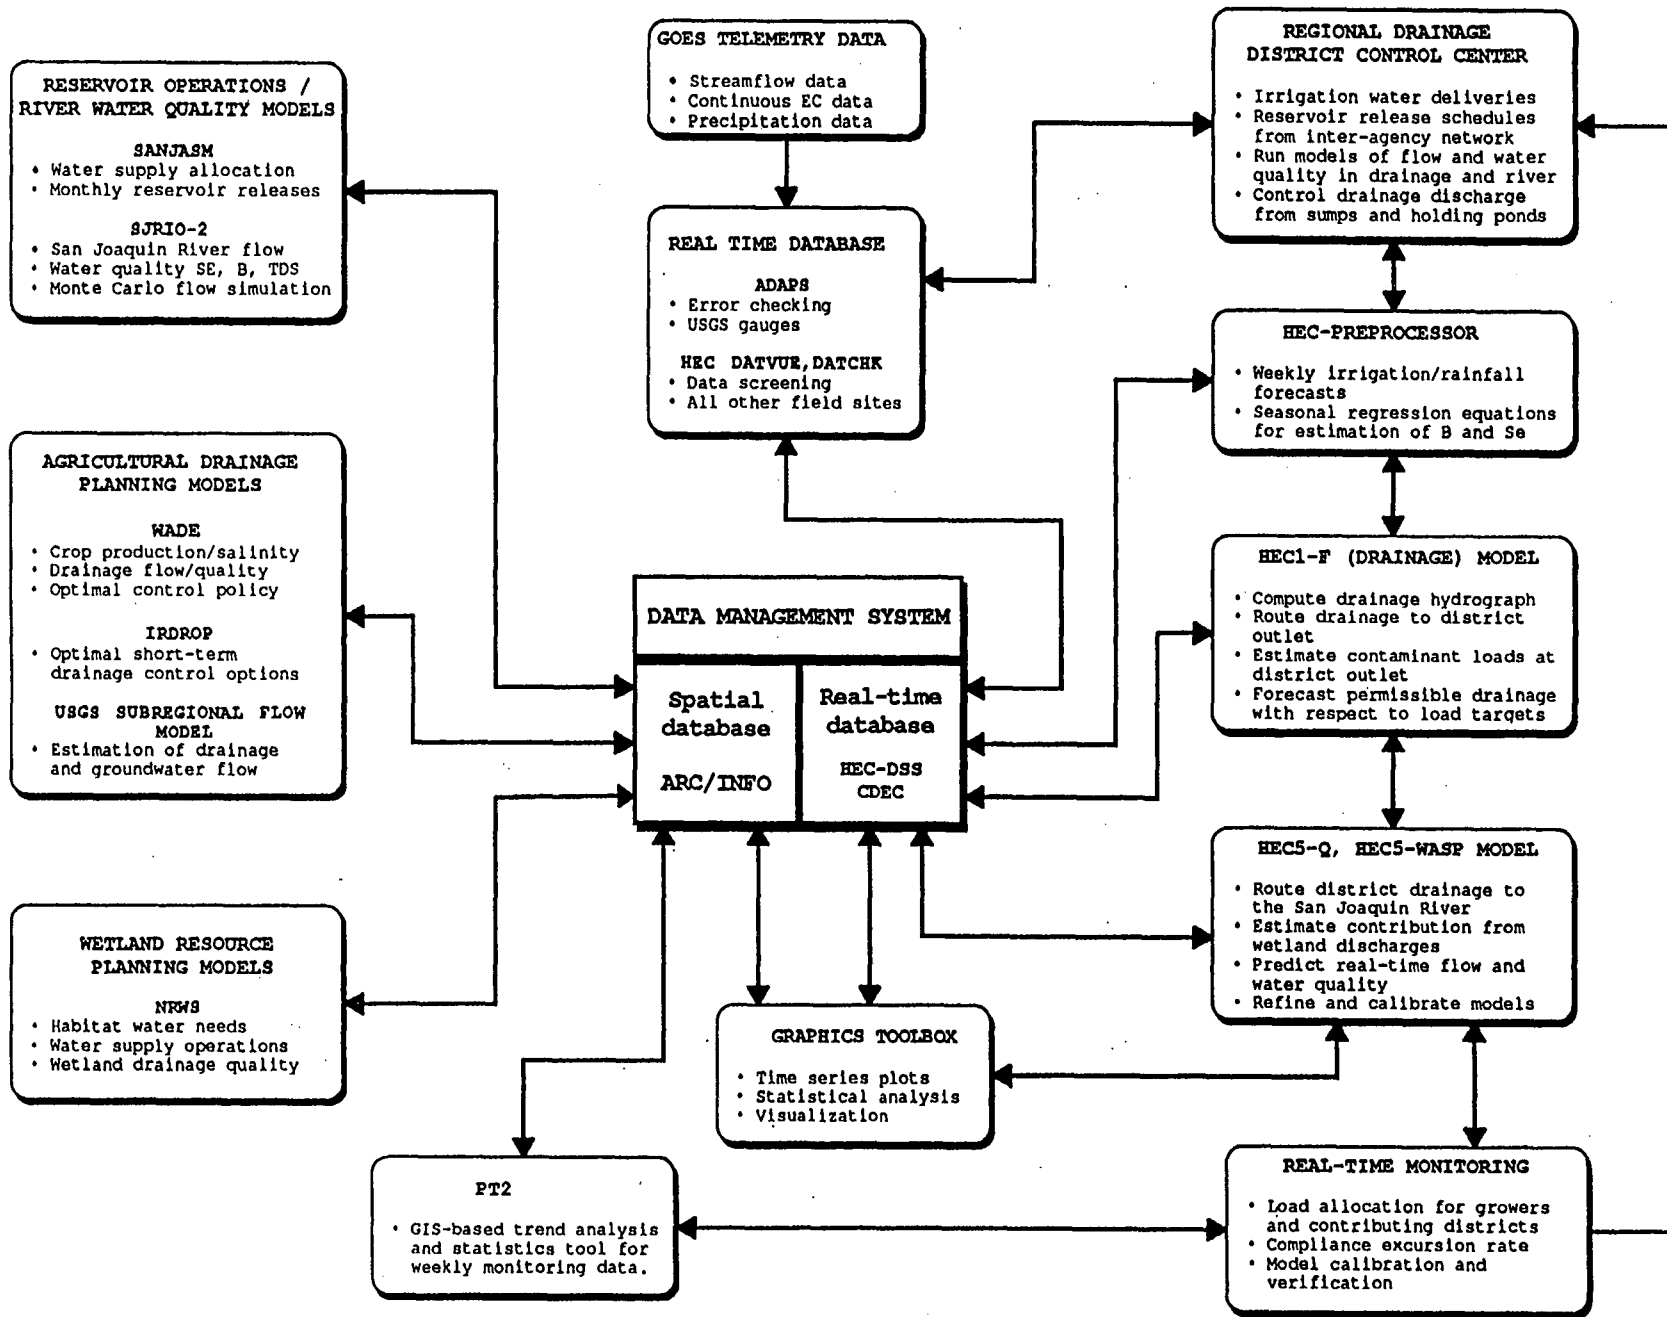 RESERVOIR OPERATIONS /
RIVER WATER QUALITY MODELS
SANJASM
• Water supply allocation
• Monthly reservoir releases
SJRIO-2
• San Joaquin River flow
• Water quality SE, B, TDS
• Monte Carlo flow simulation
AGRICULTURAL DRAINAGE
PLANNING MODELS
WADE
• Crop production/salinity
• Drainage flow/quality
• Optimal control policy
IRDROP
• Optimal short-term
drainage control options
USGS SUBREGIONAL FLOW
MODEL
• Estimation of drainage
and groundwater flow
WETLAND RESOURCE
PLANNING MODELS
NRWS
• Habitat water needs
• Water supply operations
• Wetland drainage quality
GOES TELEMETRY DATA
• Streamflow data
• Continuous EC data
• Precipitation data
REAL TIME DATABASE
ADAPS
• Error checking
• USGS gauges
HEC DATVUE,DATCHK
• Data screening
• All other field sites
DATA MANAGEMENT SYSTEM
Spatial
database
ARC/INFO
Real-time
database
HEC-DSS
CDEC
GRAPHICS TOOLBOX
• Time series plots
• Statistical analysis
• Visualization
PT2
• GIS-based trend analysis
and statistics tool for
weekly monitoring data.
REGIONAL DRAINAGE
DISTRICT CONTROL CENTER
• Irrigation water deliveries
• Reservoir release schedules
from inter-agency network
• Run models of flow and water
quality in drainage and river
• Control drainage discharge
from sumps and holding ponds
HEC-PREPROCESSOR
• Weekly irrigation/rainfall
forecasts
• Seasonal regression equations
for estimation of B and Se
HEC1-F (DRAINAGE) MODEL
• Compute drainage hydrograph
• Route drainage to district
outlet
• Estimate contaminant loads at
district outlet
• Forecast permissible drainage
with respect to load targets
HEC5-Q, HEC5-WASP MODEL
• Route district drainage to
the San Joaquin River
• Estimate contribution from
wetland discharges
• Predict real-time flow and
water quality
• Refine and calibrate models
REAL-TIME MONITORING
• Load allocation for growers
and contributing districts
• Compliance excursion rate
• Model calibration and
verification